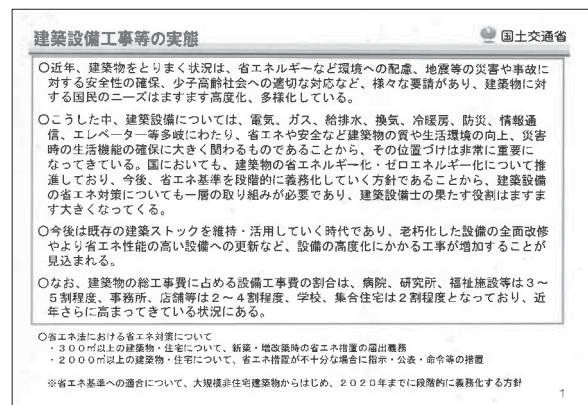 建築設備工事等の実態
国土交通省
○近年、建築物をとりまく状況は、省エネルギーなど環境への配慮、地震等の災害や事故に
対する安全性の確保、少子高齢社会への適切な対応など、様々な要請があり、建築物に対
する国民のニーズはますます高度化、多様化している。
○こうした中、建築設備については、電気、ガス、給排水、換気、冷暖房、防災、情報通
信、エレベーター等多岐にわたり、省エネや安全など建築物の質や生活環境の向上、災害
時の生活機能の確保に大きく関わるものであることから、その位置づけは非常に重要に
なってきている。国においても、建築物の省エネルギー化・ゼロエネルギー化について推
進しており、今後、省エネ基準を段階的に義務化していく方針であることから、建築設備
の省エネ対策についても一層の取り組みが必要であり、建築設備士の果たす役割はますま
す大きくなってくる。
○今後は既存の建築ストックを維持・活用していく時代であり、老朽化した設備の全面改修
やより省エネ性能の高い設備への更新など、設備の高度化にかかる工事が増加することが
見込まれる。
○なお、建築物の総工事費に占める設備工事費の割合は、病院、研究所、福祉施設等は３～
５割程度、事務所、店舗等は２～４割程度、学校、集合住宅は２割程度となっており、近
年さらに高まってきている状況にある。
○省エネ法における省エネ対策について
・３００㎡以上の建築物・住宅について、新築・増改築時の省エネ措置の届出義務
・２０００㎡以上の建築物・住宅について、省エネ措置が不十分な場合に指示・公表・命令等の措置
※省エネ基準への適合について、大規模非住宅建築物からはじめ、２０２０年までに段階的に義務化する方針
1